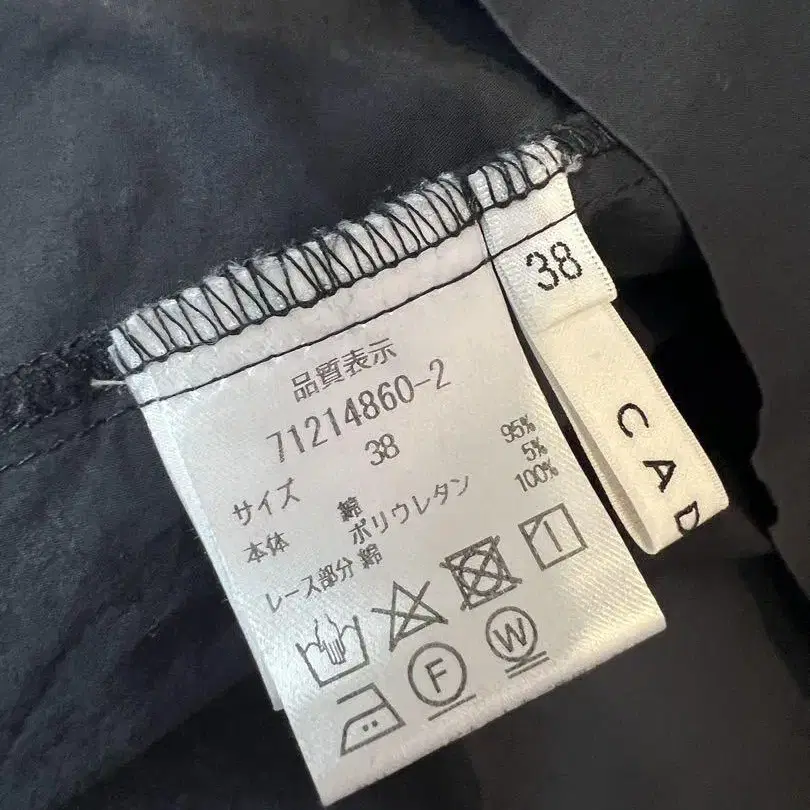 品質表示
71214860-2
サイズ 38
本体 綿 95%
ポリウレタン 5%
レース部分 綿 100%
F
W
38
CAD